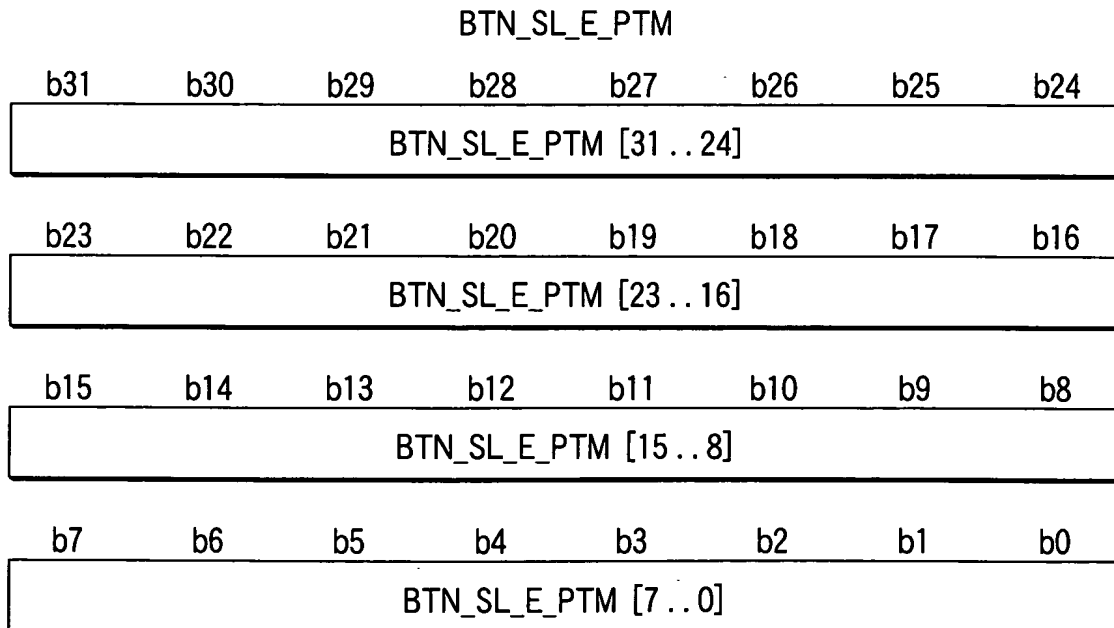 BTN_SL_E_PTM
b31 b30 b29 b28 b27 b26 b25 b24
BTN_SL_E_PTM [31 . . 24]
b23 b22 b21 b20 b19 b18 b17 b16
BTN_SL_E_PTM [23 . . 16]
b15 b14 b13 b12 b11 b10 b9 b8
BTN_SL_E_PTM [15 . . 8]
b7 b6 b5 b4 b3 b2 b1 b0
BTN_SL_E_PTM [7 . . 0]